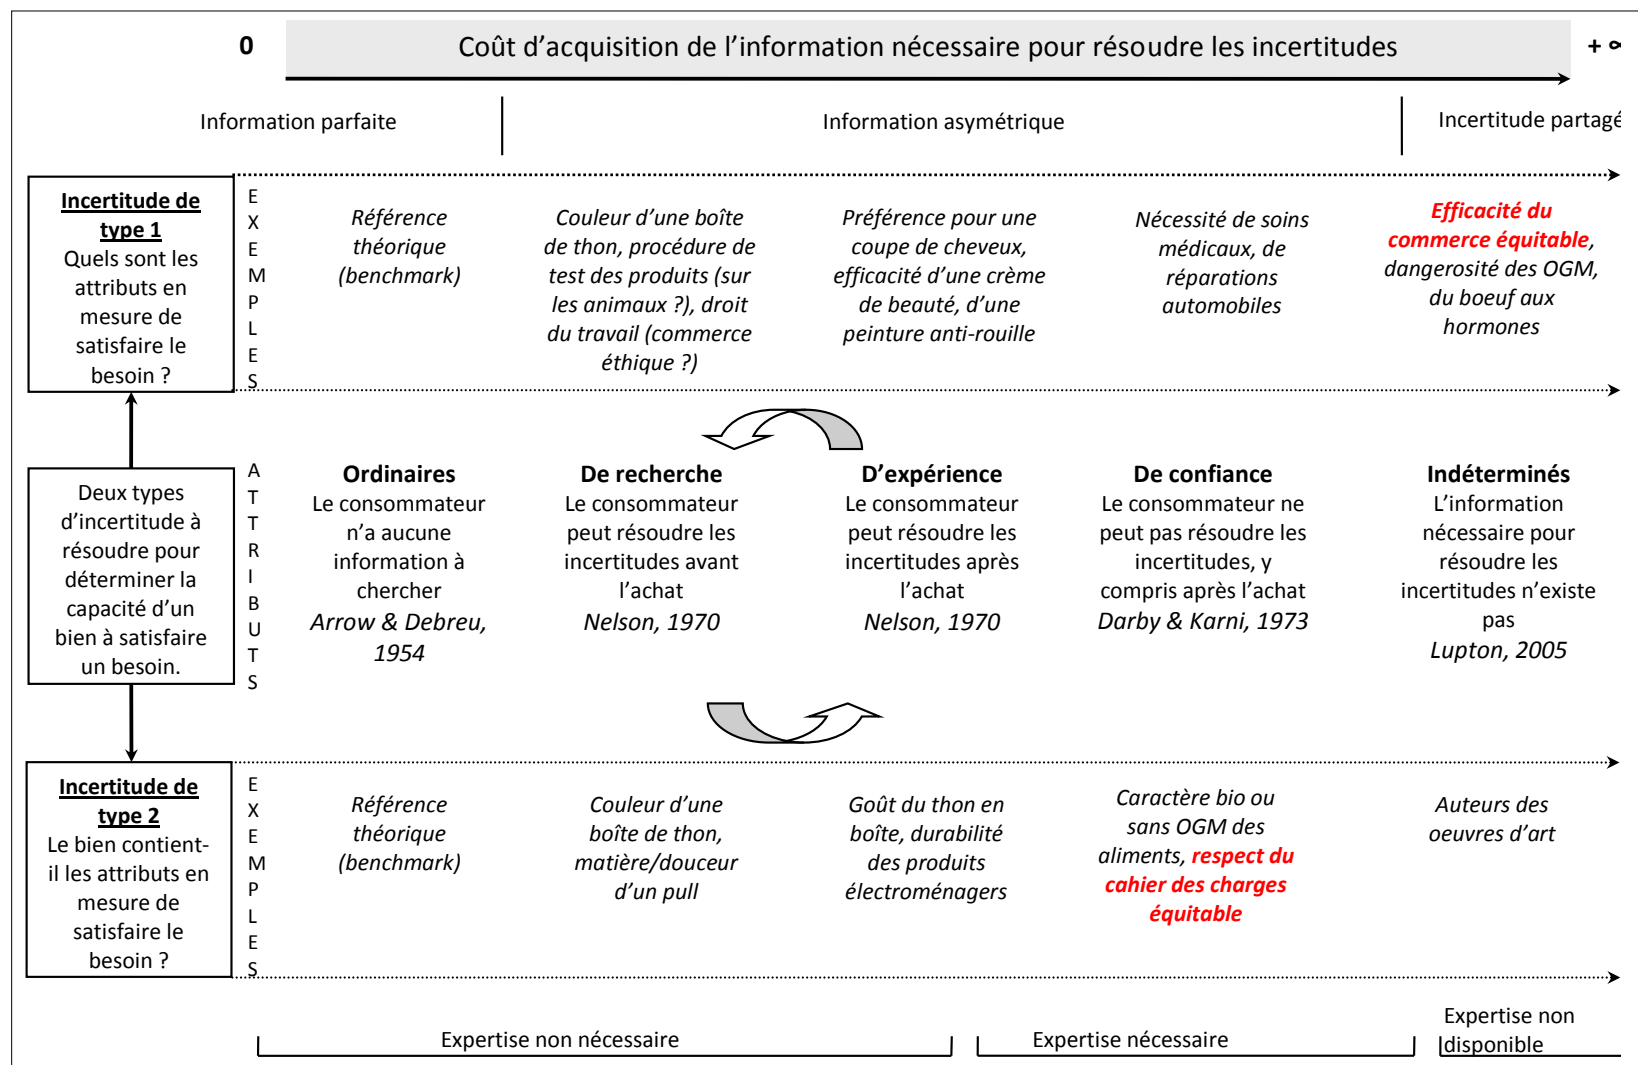 0
Coût d'acquisition de l'information nécessaire pour résoudre les incertitudes
+ ∞
Information parfaite
Information asymétrique
Incertitude partagé
Incertitude de
type 1
Quels sont les
attributs en
mesure de
satisfaire le
besoin ?
E
X
E
M
P
L
E
S
Référence
théorique
(benchmark)
Couleur d'une boîte
de thon, procédure de
test des produits (sur
les animaux ?), droit
du travail (commerce
éthique ?)
Préférence pour une
coupe de cheveux,
efficacité d'une crème
de beauté, d'une
peinture anti-rouille
Nécessité de soins
médicaux, de
réparations
automobiles
Efficacité du
commerce équitable,
dangerosité des OGM,
du boeuf aux
hormones
Deux types
d'incertitude à
résoudre pour
déterminer la
capacité d'un
bien à satisfaire
un besoin.
A
T
T
R
I
B
U
T
S
Ordinaires
Le consommateur
n'a aucune
information à
chercher
Arrow & Debreu,
1954
De recherche
Le consommateur
peut résoudre les
incertitudes avant
l'achat
Nelson, 1970
D'expérience
Le consommateur
peut résoudre les
incertitudes après
l'achat
Nelson, 1970
De confiance
Le consommateur ne
peut pas résoudre les
incertitudes, y
compris après l'achat
Darby & Karni, 1973
Indéterminés
L'information
nécessaire pour
résoudre les
incertitudes n'existe
pas
Lupton, 2005
Incertitude de
type 2
Le bien contient-
il les attributs en
mesure de
satisfaire le
besoin ?
E
X
E
M
P
L
E
S
Référence
théorique
(benchmark)
Couleur d'une
boîte de thon,
matière/douceur
d'un pull
Goût du thon en
boîte, durabilité
des produits
électroménagers
Caractère bio ou
sans OGM des
aliments, respect du
cahier des charges
équitable
Auteurs des
oeuvres d'art
Expertise non nécessaire
Expertise nécessaire
Expertise non
disponible